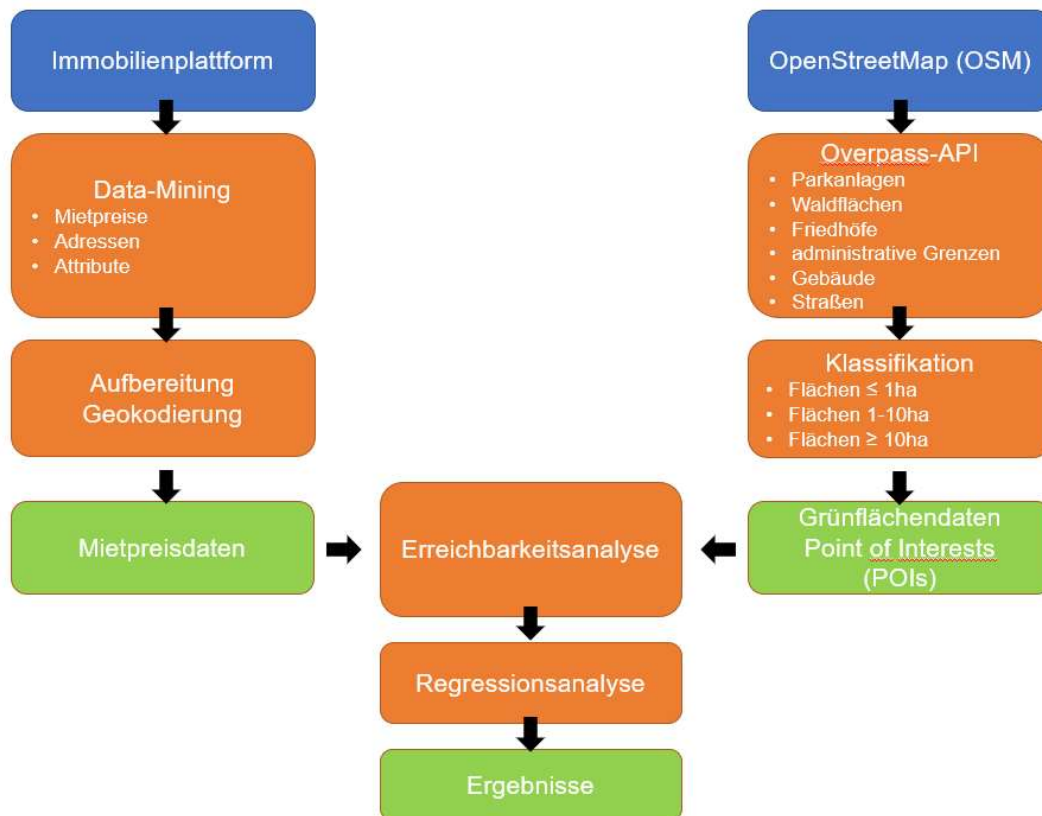 Immobilienplattform
Data-Mining
• Mietpreise
• Adressen
• Attribute
Aufbereitung
Geokodierung
Mietpreisdaten
OpenStreetMap (OSM)
Overpass-API
• Parkanlagen
• Waldflächen
• Friedhöfe
• administrative Grenzen
• Gebäude
• Straßen
Klassifikation
• Flächen ≤ 1ha
• Flächen 1-10ha
• Flächen ≥ 10ha
Grünflächendaten
Point of Interests
(POIs)
Erreichbarkeitsanalyse
Regressionsanalyse
Ergebnisse